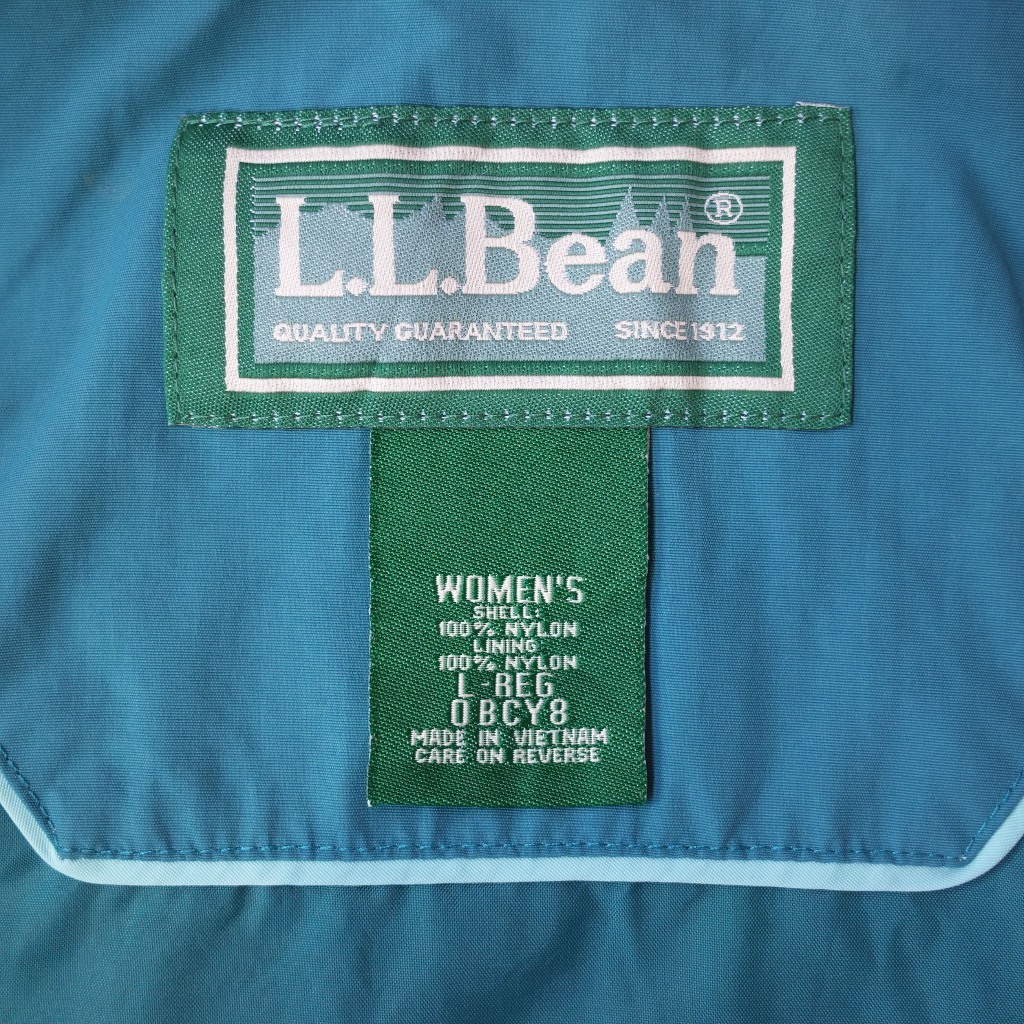 L.L.Bean®
QUALITY GUARANTEED SINCE 1912
WOMEN'S
SHELL:
100% NYLON
LINING
100% NYLON
L-REG
0BCY8
MADE IN VIETNAM
CARE ON REVERSE